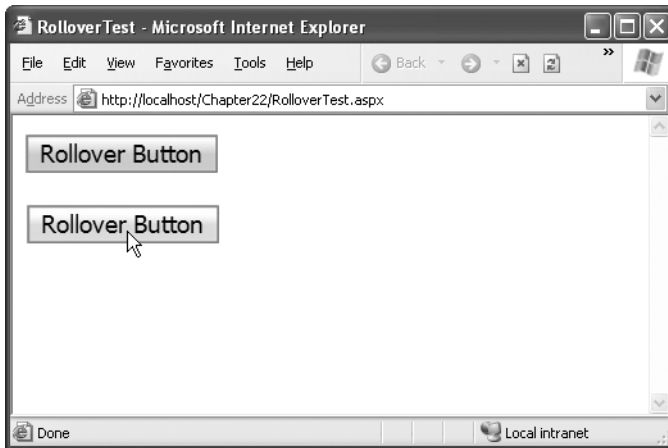 RolloverTest - Microsoft Internet Explorer
File Edit View Favorites Tools Help Back »
Address http://localhost/Chapter22/RolloverTest.aspx
Rollover Button
Rollover Button
Done Local intranet